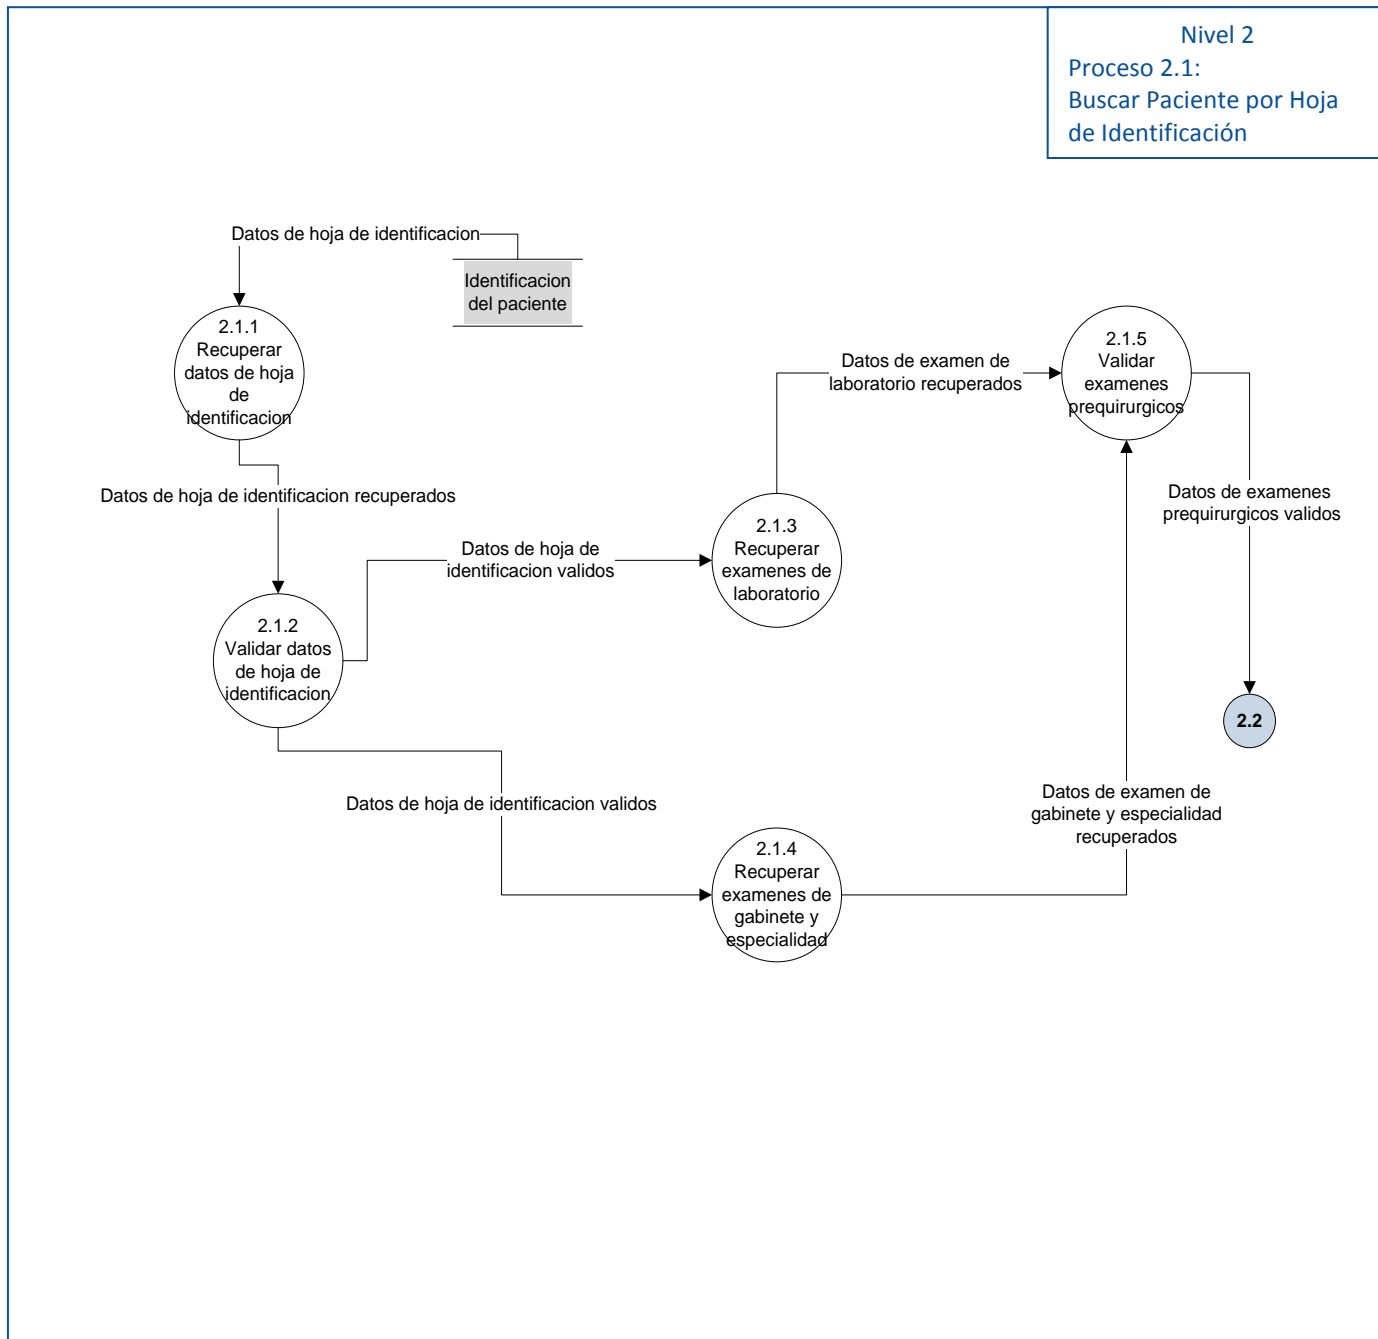 Nivel 2
Proceso 2.1:
Buscar Paciente por Hoja
de Identificación
Datos de hoja de identificacion
Identificacion
del paciente
2.1.1
Recuperar
datos de hoja
de
identificacion
2.1.5
Validar
examenes
prequirurgicos
Datos de examen de
laboratorio recuperados
Datos de hoja de identificacion recuperados
Datos de examenes
prequirurgicos validos
2.1.3
Recuperar
examenes de
laboratorio
Datos de hoja de
identificacion validos
2.1.2
Validar datos
de hoja de
identificacion
2.2
Datos de hoja de identificacion validos
Datos de examen de
gabinete y especialidad
recuperados
2.1.4
Recuperar
examenes de
gabinete y
especialidad